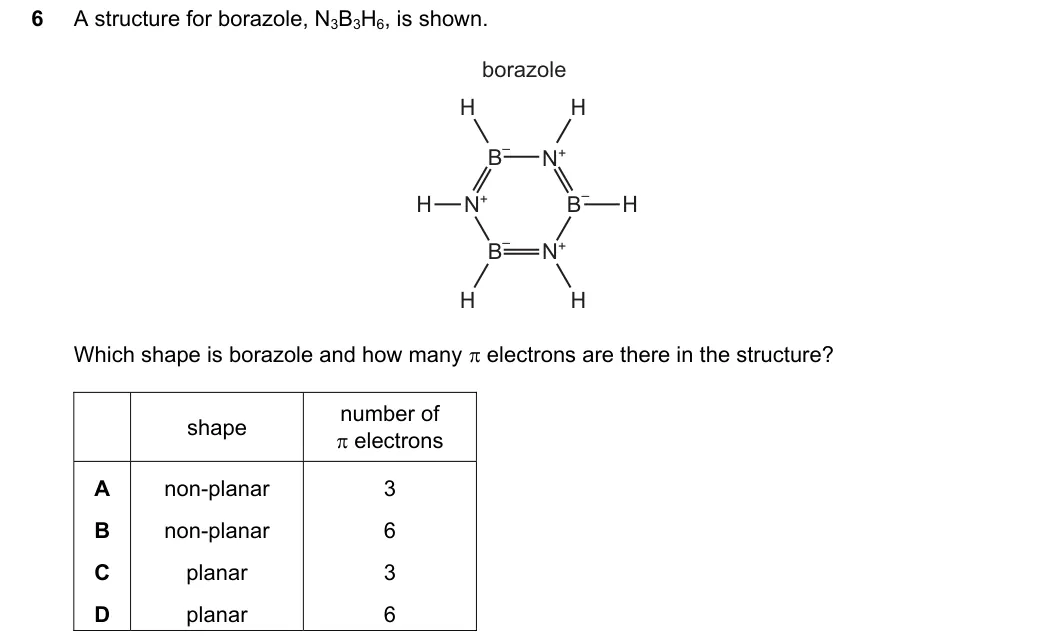 6 A structure for borazole, N₃B₃H₆, is shown.
borazole
H H
B⁻ N⁺
H N⁺ B⁻ H
B⁻ N⁺
H H
Which shape is borazole and how many π electrons are there in the structure?
shape number of π electrons
A non-planar 3
B non-planar 6
C planar 3
D planar 6